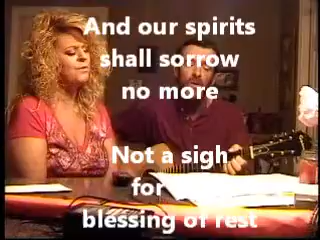 And our spirits
shall sorrow
no more
Not a sigh
for
blessing of rest